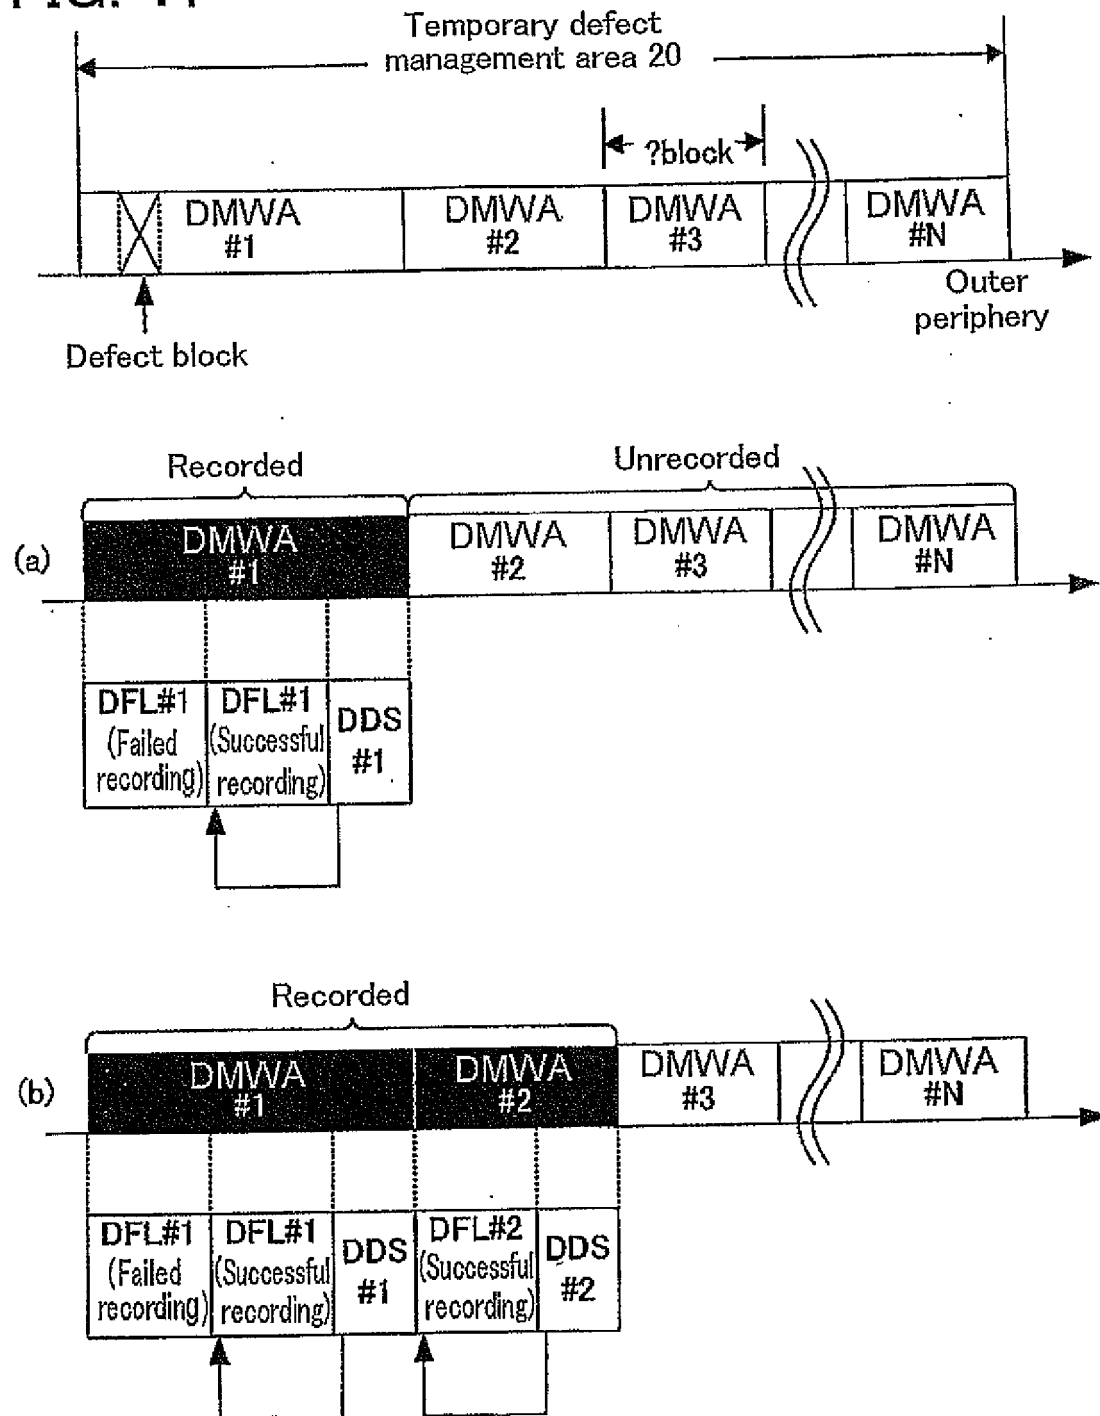 Temporary defect
management area 20
?block
DMWA
#1
DMWA
#2
DMWA
#3
DMWA
#N
Outer
periphery
Defect block
Recorded
Unrecorded
(a)
DMWA
#1
DMWA
#2
DMWA
#3
DMWA
#N
DFL#1
(Failed
recording)
DFL#1
(Successful
recording)
DDS
#1
Recorded
(b)
DMWA
#1
DMWA
#2
DMWA
#3
DMWA
#N
DFL#1
(Failed
recording)
DFL#1
(Successful
recording)
DDS
#1
DFL#2
(Successful
recording)
DDS
#2